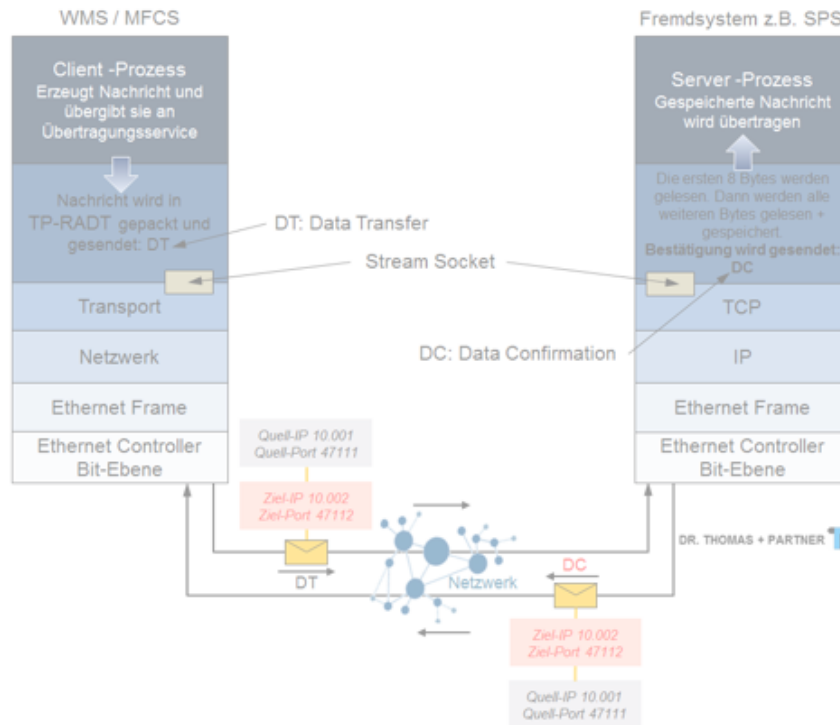 WMS / MFCS
Fremdsystem z.B. SPS
Client -Prozess
Erzeugt Nachricht und
übergibt sie an
Übertragungsservice
Server -Prozess
Gespeicherte Nachricht
wird übertragen
Nachricht wird in
TP-RADT gepackt und
gesendet: DT
DT: Data Transfer
Die ersten 8 Bytes werden
gelesen. Dann werden alle
weiteren Bytes gelesen +
gespeichert.
Bestätigung wird gesendet:
DC
Stream Socket
Transport
TCP
DC: Data Confirmation
Netzwerk
IP
Ethernet Frame
Ethernet Frame
Ethernet Controller
Bit-Ebene
Ethernet Controller
Bit-Ebene
Quell-IP 10.001
Quell-Port 47111
Ziel-IP 10.002
Ziel-Port 47112
DT
Netzwerk
DC
DR. THOMAS + PARTNER
Ziel-IP 10.002
Ziel-Port 47112
Quell-IP 10.001
Quell-Port 47111